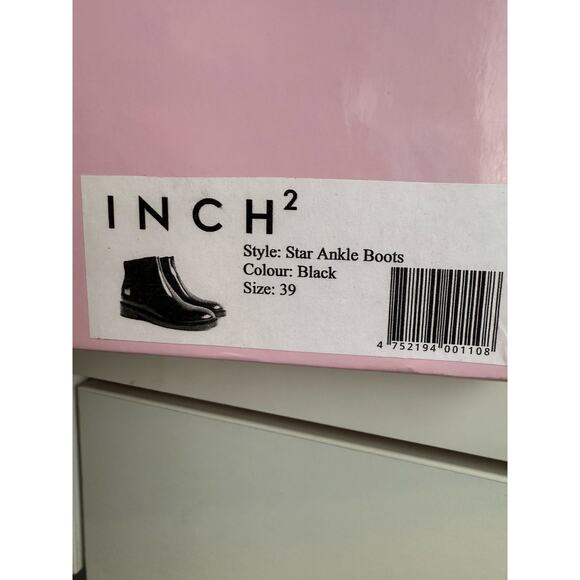 INCH²
Style: Star Ankle Boots
Colour: Black
Size: 39
4 752194 001108